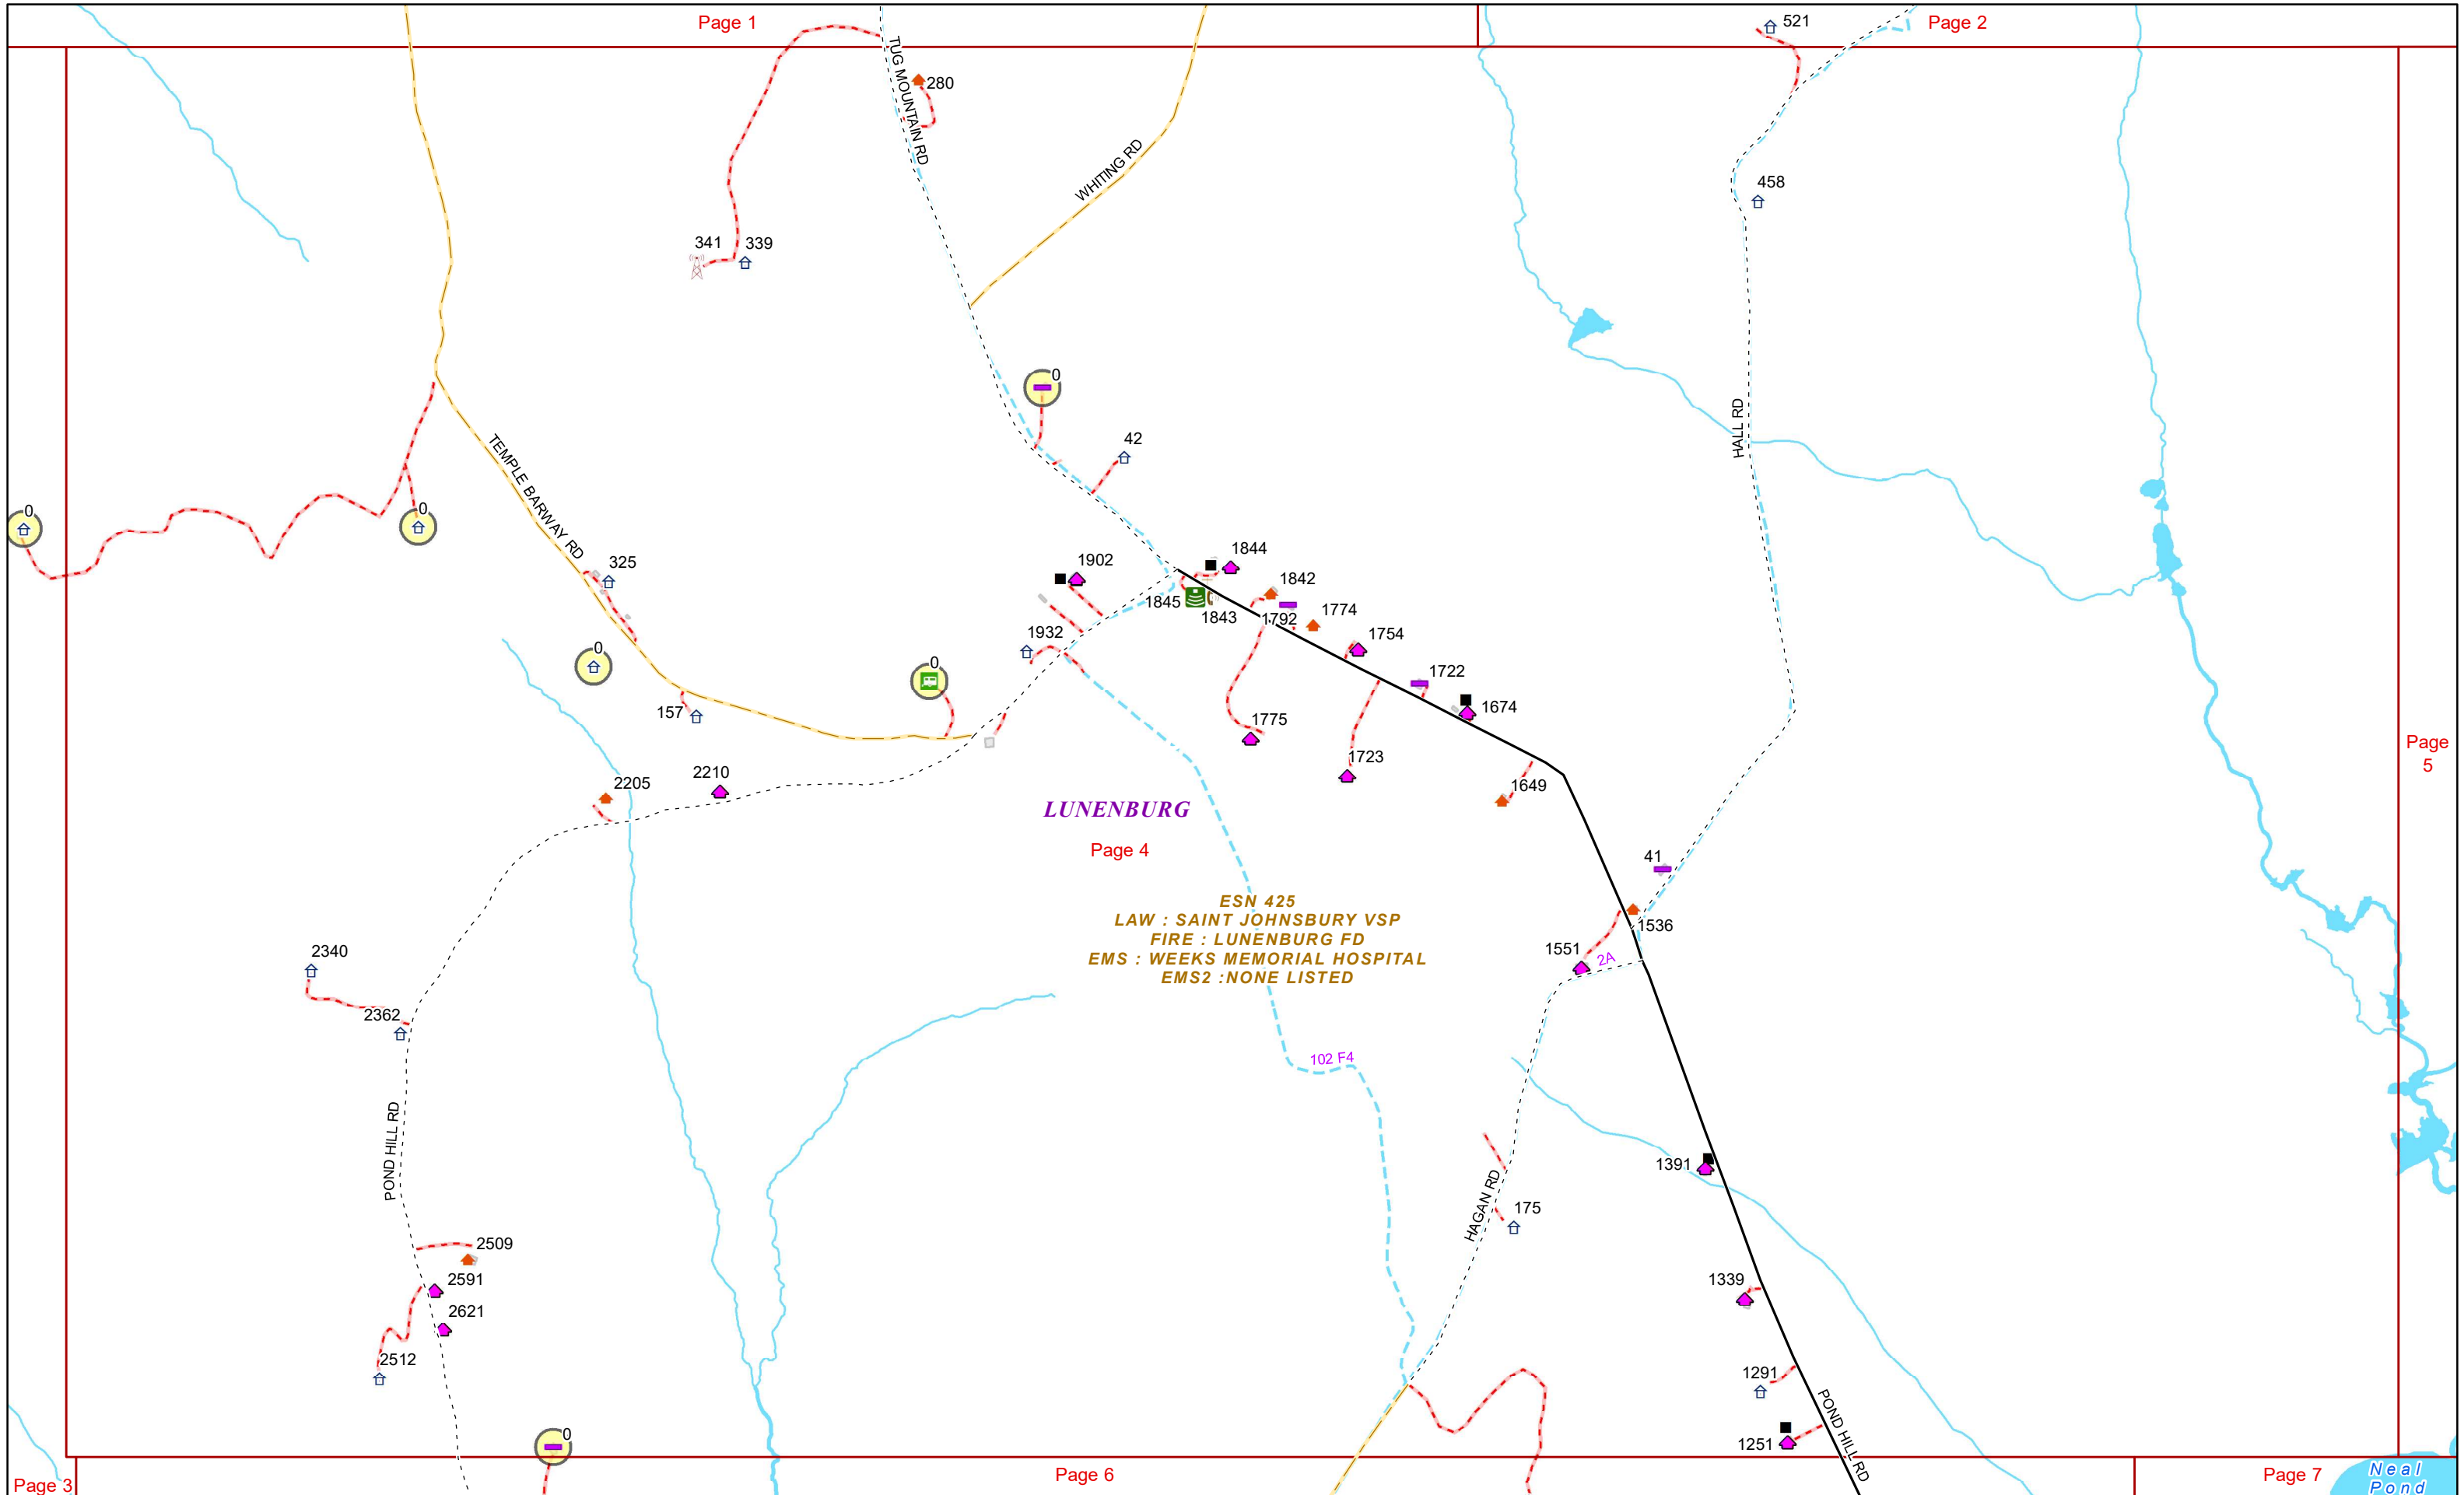 Page 1
521
Page 2
TUG MOUNTAIN RD
280
WHITING RD
458
341
339
0
HALL RD
42
TEMPLE BARWAY RD
0
0
325
1902
1844
1842
1845
1843
1792
1774
1932
1754
0
0
1722
157
1674
1775
1723
Page
5
2205
2210
1649
LUNENBURG
Page 4
41
ESN 425
LAW : SAINT JOHNSBURY VSP
FIRE : LUNENBURG FD
EMS : WEEKS MEMORIAL HOSPITAL
EMS2 :NONE LISTED
1536
1551
2A
2340
2362
102 F4
POND HILL RD
1391
HAGAN RD
175
2509
2591
2621
1339
2512
1291
POND HILL RD
0
1251
Page 3
Page 6
Page 7
Neal
Pond